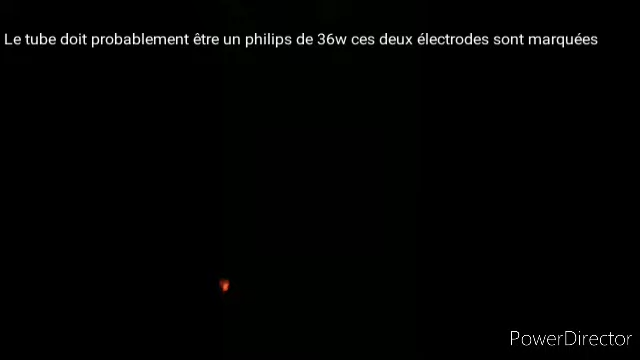 Le tube doit probablement être un philips de 36w ces deux électrodes sont marquées
PowerDirector